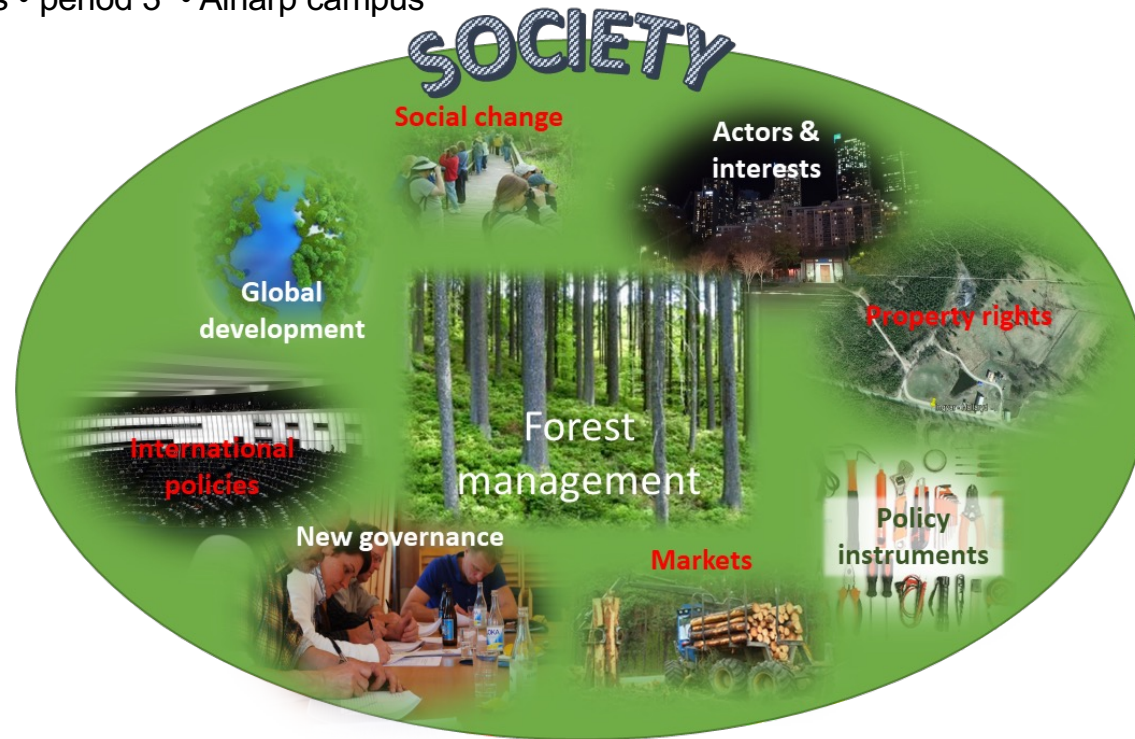 s • period 3 • Alnarp campus
SOCIETY
Social change
Actors &
interests
Global
development
Property rights
Forest
management
International
policies
New governance
Policy
instruments
Markets